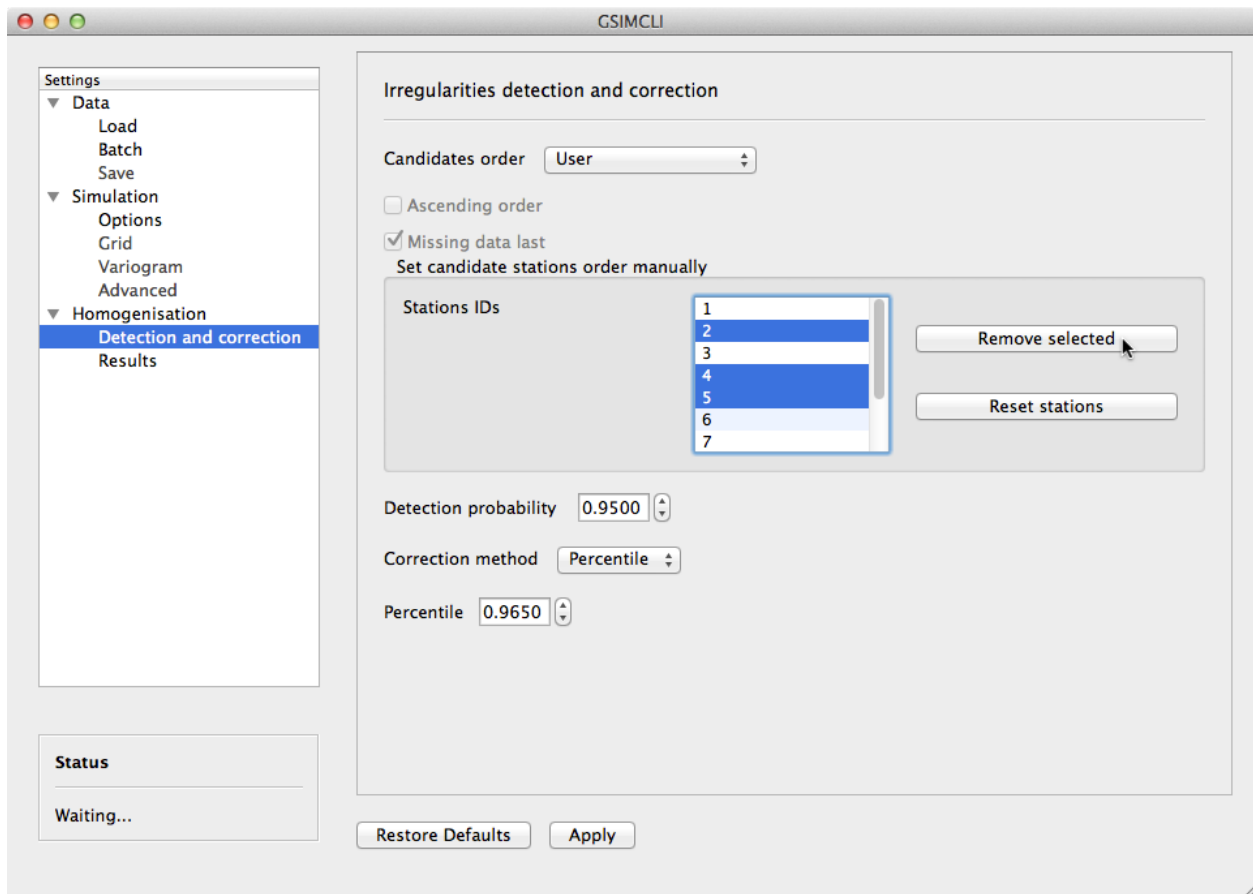 GSIMCLI
Settings
Data
Load
Batch
Save
Simulation
Options
Grid
Variogram
Advanced
Homogenisation
Detection and correction
Results
Status
Waiting...
Irregularities detection and correction
Candidates order User
Ascending order
Missing data last
Set candidate stations order manually
Stations IDs
1
2
3
4
5
6
7
Remove selected
Reset stations
Detection probability 0.9500
Correction method Percentile
Percentile 0.9650
Restore Defaults Apply